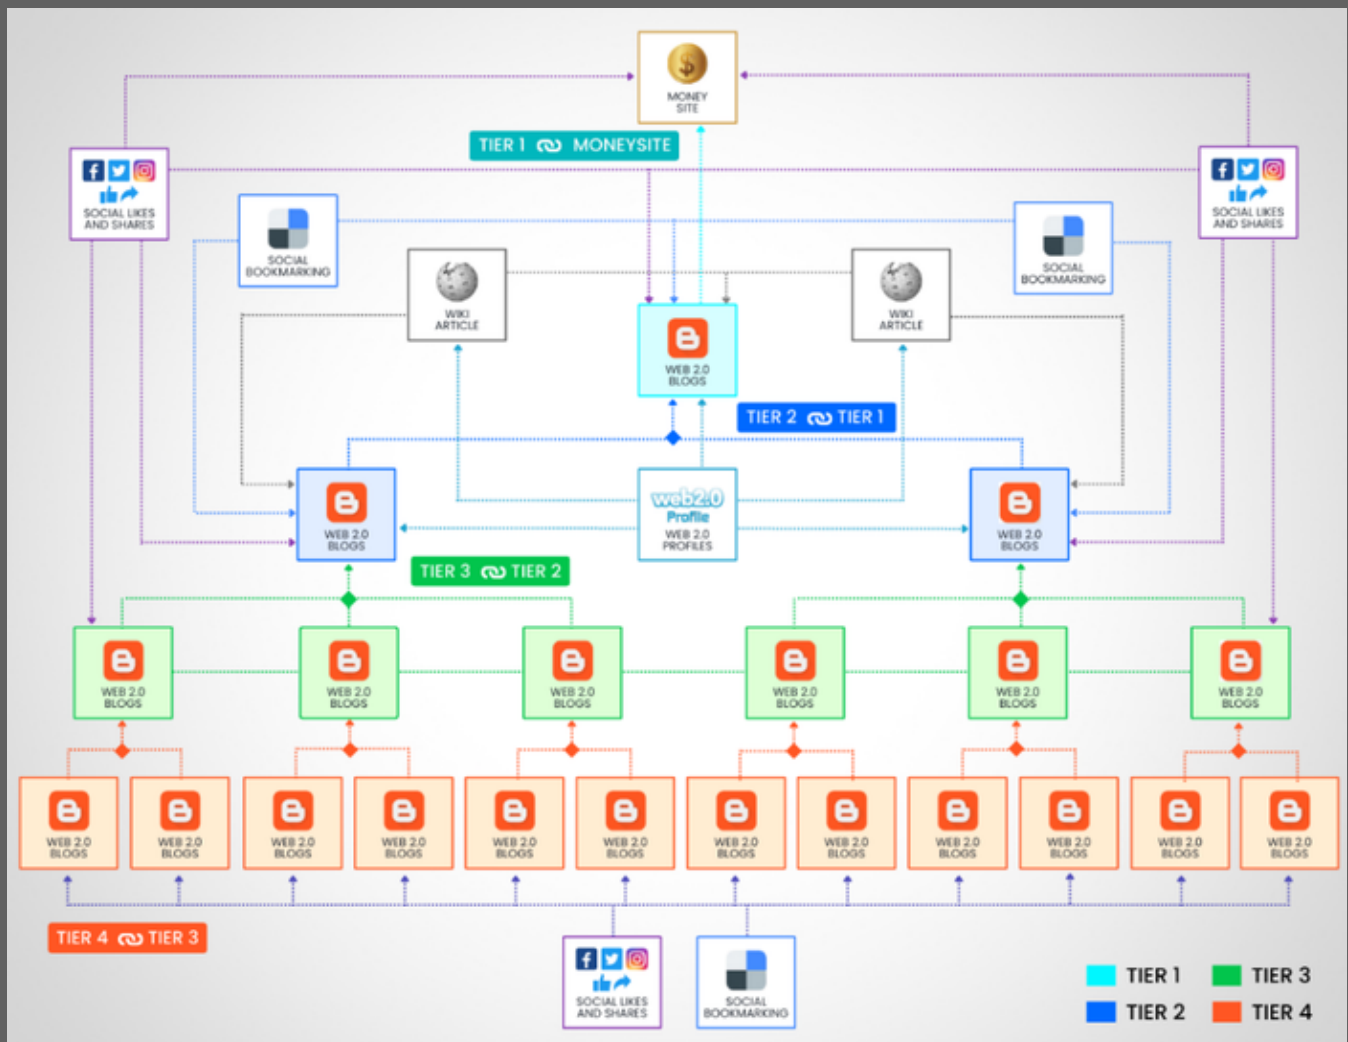 MONEY
SITE
TIER 1 MONEYSITE
SOCIAL LIKES
AND SHARES
SOCIAL LIKES
AND SHARES
SOCIAL
BOOKMARKING
SOCIAL
BOOKMARKING
WIKI
ARTICLE
WIKI
ARTICLE
WEB 2.0
BLOGS
TIER 2 TIER 1
WEB 2.0
BLOGS
web2.0
Profile
WEB 2.0
PROFILES
WEB 2.0
BLOGS
TIER 3 TIER 2
WEB 2.0
BLOGS
WEB 2.0
BLOGS
WEB 2.0
BLOGS
WEB 2.0
BLOGS
WEB 2.0
BLOGS
WEB 2.0
BLOGS
WEB 2.0
BLOGS
WEB 2.0
BLOGS
WEB 2.0
BLOGS
WEB 2.0
BLOGS
WEB 2.0
BLOGS
WEB 2.0
BLOGS
WEB 2.0
BLOGS
WEB 2.0
BLOGS
WEB 2.0
BLOGS
WEB 2.0
BLOGS
WEB 2.0
BLOGS
WEB 2.0
BLOGS
TIER 4 TIER 3
SOCIAL LIKES
AND SHARES
SOCIAL
BOOKMARKING
TIER 1
TIER 3
TIER 2
TIER 4